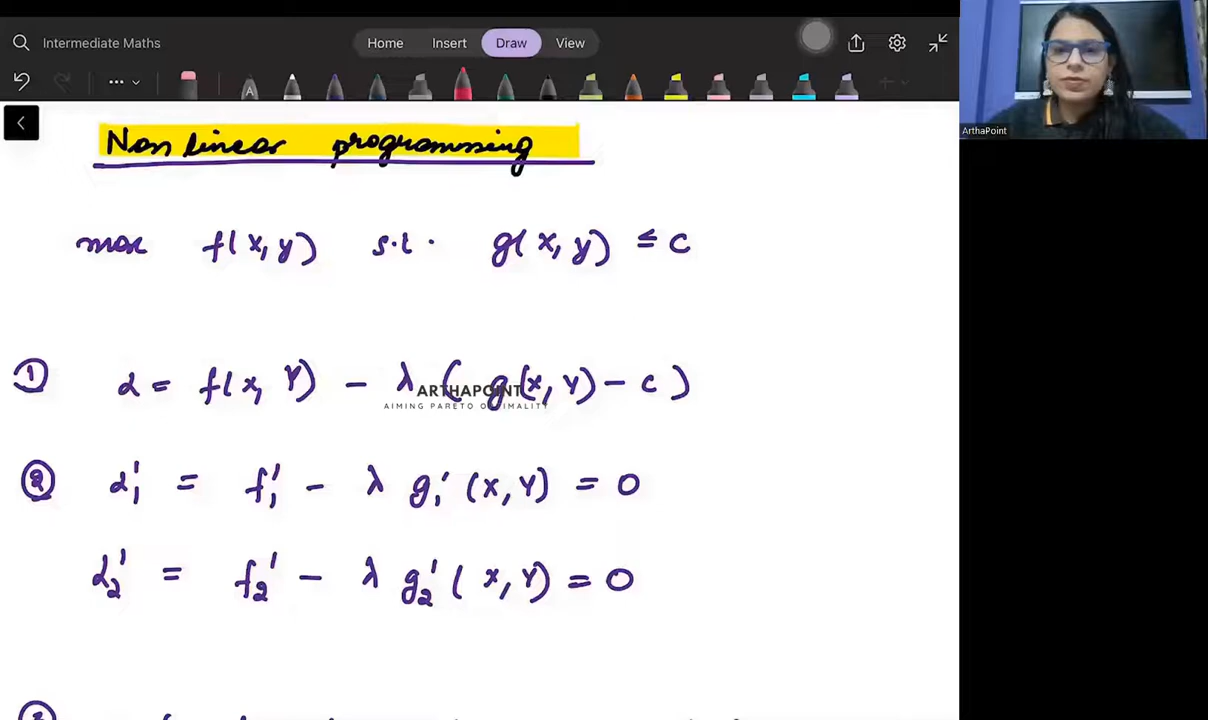 Intermediate Maths
Home Insert Draw View
ArthaPoint
Non linear programming
max f(x, y) s.t. g(x, y) ≤ c
① L = f(x, y) - λ ( g(x, y) - c )
ARTHAPOINT
AIMING PARETO OPTIMALITY
② L₁' = f₁' - λ g₁' (x, y) = 0
L₂' = f₂' - λ g₂' (x, y) = 0
③